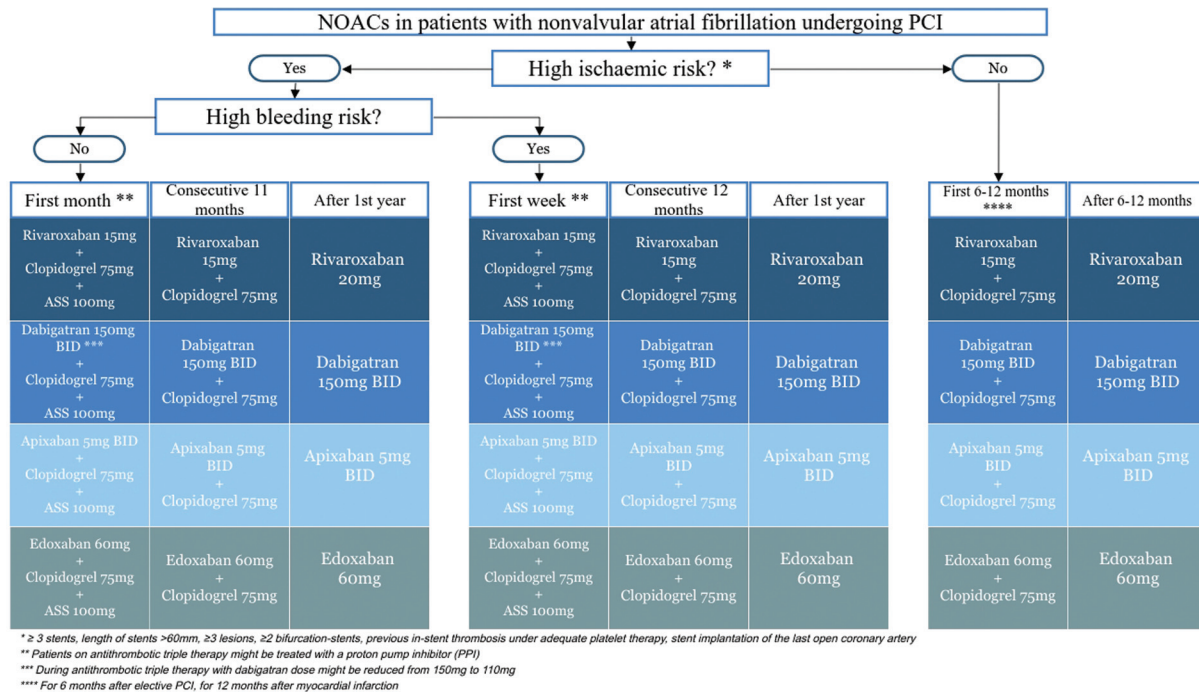 NOACs in patients with nonvalvular atrial fibrillation undergoing PCI
Yes
High ischaemic risk? *
No
High bleeding risk?
No
Yes
First month **
Consecutive 11
months
After 1st year
First week **
Consecutive 12
months
After 1st year
First 6-12 months
****
After 6-12 months
Rivaroxaban 15mg
+
Clopidogrel 75mg
+
ASS 100mg
Rivaroxaban
15mg
+
Clopidogrel 75mg
Rivaroxaban
20mg
Rivaroxaban 15mg
+
Clopidogrel 75mg
+
ASS 100mg
Rivaroxaban
15mg
+
Clopidogrel 75mg
Rivaroxaban
20mg
Rivaroxaban
15mg
+
Clopidogrel 75mg
Rivaroxaban
20mg
Dabigatran 150mg
BID ***
+
Clopidogrel 75mg
+
ASS 100mg
Dabigatran
150mg BID
+
Clopidogrel 75mg
Dabigatran
150mg BID
Dabigatran 150mg
BID ***
+
Clopidogrel 75mg
+
ASS 100mg
Dabigatran
150mg BID
+
Clopidogrel 75mg
Dabigatran
150mg BID
Dabigatran
150mg BID
+
Clopidogrel 75mg
Dabigatran
150mg BID
Apixaban 5mg BID
+
Clopidogrel 75mg
+
ASS 100mg
Apixaban 5mg
BID
+
Clopidogrel 75mg
Apixaban 5mg
BID
Apixaban 5mg BID
+
Clopidogrel 75mg
+
ASS 100mg
Apixaban 5mg
BID
+
Clopidogrel 75mg
Apixaban 5mg
BID
Apixaban 5mg
BID
+
Clopidogrel 75mg
Apixaban 5mg
BID
Edoxaban 60mg
+
Clopidogrel 75mg
+
ASS 100mg
Edoxaban 60mg
+
Clopidogrel 75mg
Edoxaban
60mg
Edoxaban 60mg
+
Clopidogrel 75mg
+
ASS 100mg
Edoxaban 60mg
+
Clopidogrel 75mg
Edoxaban
60mg
Edoxaban 60mg
+
Clopidogrel 75mg
Edoxaban
60mg
* ≥ 3 stents, length of stents >60mm, ≥3 lesions, ≥2 bifurcation-stents, previous in-stent thrombosis under adequate platelet therapy, stent implantation of the last open coronary artery
** Patients on antithrombotic triple therapy might be treated with a proton pump inhibitor (PPI)
*** During antithrombotic triple therapy with dabigatran dose might be reduced from 150mg to 110mg
**** For 6 months after elective PCI, for 12 months after myocardial infarction